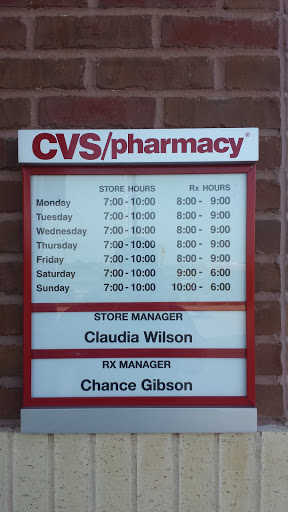 CVS/pharmacy®
STORE HOURS Rx HOURS
Monday 7:00 - 10:00 8:00 - 9:00
Tuesday 7:00 - 10:00 8:00 - 9:00
Wednesday 7:00 - 10:00 8:00 - 9:00
Thursday 7:00 - 10:00 8:00 - 9:00
Friday 7:00 - 10:00 8:00 - 9:00
Saturday 7:00 - 10:00 9:00 - 6:00
Sunday 7:00 - 10:00 10:00 - 6:00
STORE MANAGER
Claudia Wilson
RX MANAGER
Chance Gibson